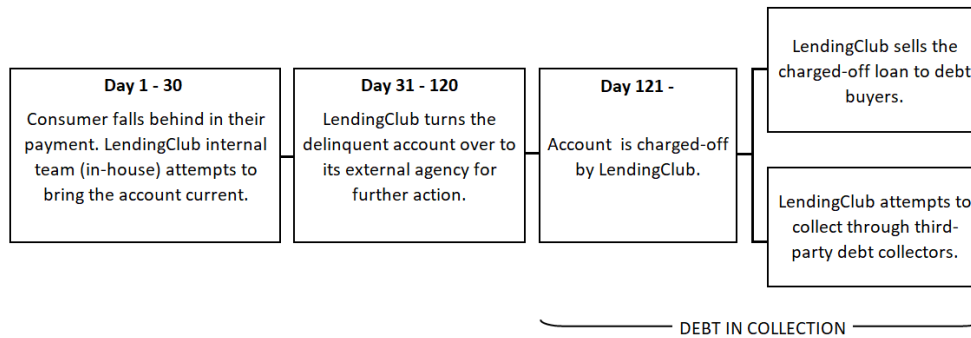 Day 1 - 30
Consumer falls behind in their
payment. LendingClub internal
team (in-house) attempts to
bring the account current.
Day 31 - 120
LendingClub turns the
delinquent account over to
its external agency for
further action.
Day 121 -
Account is charged-off
by LendingClub.
LendingClub sells the
charged-off loan to debt
buyers.
LendingClub attempts to
collect through third-
party debt collectors.
DEBT IN COLLECTION